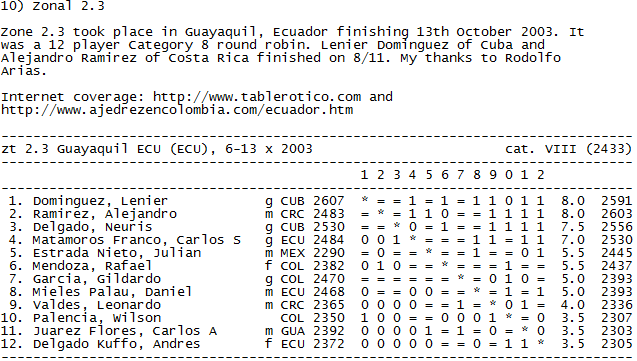 10) Zonal 2.3
Zone 2.3 took place in Guayaquil, Ecuador finishing 13th October 2003. It
was a 12 player Category 8 round robin. Lenier Dominguez of Cuba and
Alejandro Ramirez of Costa Rica finished on 8/11. My thanks to Rodolfo
Arias.
Internet coverage: http://www.tablerotico.com and
http://www.ajedrezencolombia.com/ecuador.htm
--------------------------------------------------------------------------------
zt 2.3 Guayaquil ECU (ECU), 6-13 x 2003 cat. VIII (2433)
--------------------------------------------------------------------------------
1 2 3 4 5 6 7 8 9 0 1 2
--------------------------------------------------------------------------------
1. Dominguez, Lenier g CUB 2607 * = = 1 = 1 = 1 1 0 1 1 8.0 2591
2. Ramirez, Alejandro m CRC 2483 = * = 1 1 0 = = 1 1 1 1 8.0 2603
3. Delgado, Neuris g CUB 2530 = = * 0 = 1 = = 1 1 1 1 7.5 2556
4. Matamoros Franco, Carlos S g ECU 2484 0 0 1 * = = = 1 1 = 1 1 7.0 2530
5. Estrada Nieto, Julian m MEX 2290 = 0 = = * = = 1 = = 0 1 5.5 2445
6. Mendoza, Rafael f COL 2382 0 1 0 = = * = = = 1 = = 5.5 2437
7. Garcia, Gildardo g COL 2470 = = = = = = * = 0 1 0 = 5.0 2393
8. Mieles Palau, Daniel m ECU 2468 0 = = 0 0 = = * = 1 = 1 5.0 2393
9. Valdes, Leonardo m CRC 2365 0 0 0 0 = = 1 = * 0 1 = 4.0 2336
10. Palencia, Wilson COL 2350 1 0 0 = = 0 0 0 1 * = 0 3.5 2307
11. Juarez Flores, Carlos A m GUA 2392 0 0 0 0 1 = 1 = 0 = * 0 3.5 2303
12. Delgado Kuffo, Andres f ECU 2372 0 0 0 0 0 = = 0 = 1 1 * 3.5 2305
--------------------------------------------------------------------------------